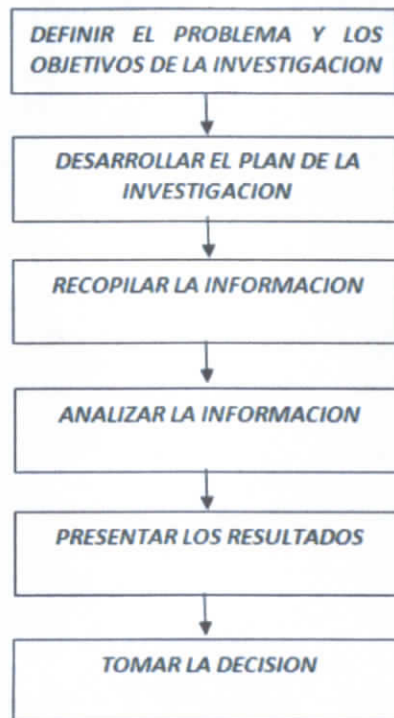 DEFINIR EL PROBLEMA Y LOS
OBJETIVOS DE LA INVESTIGACION
DESARROLLAR EL PLAN DE LA
INVESTIGACION
RECOPILAR LA INFORMACION
ANALIZAR LA INFORMACION
PRESENTAR LOS RESULTADOS
TOMAR LA DECISION